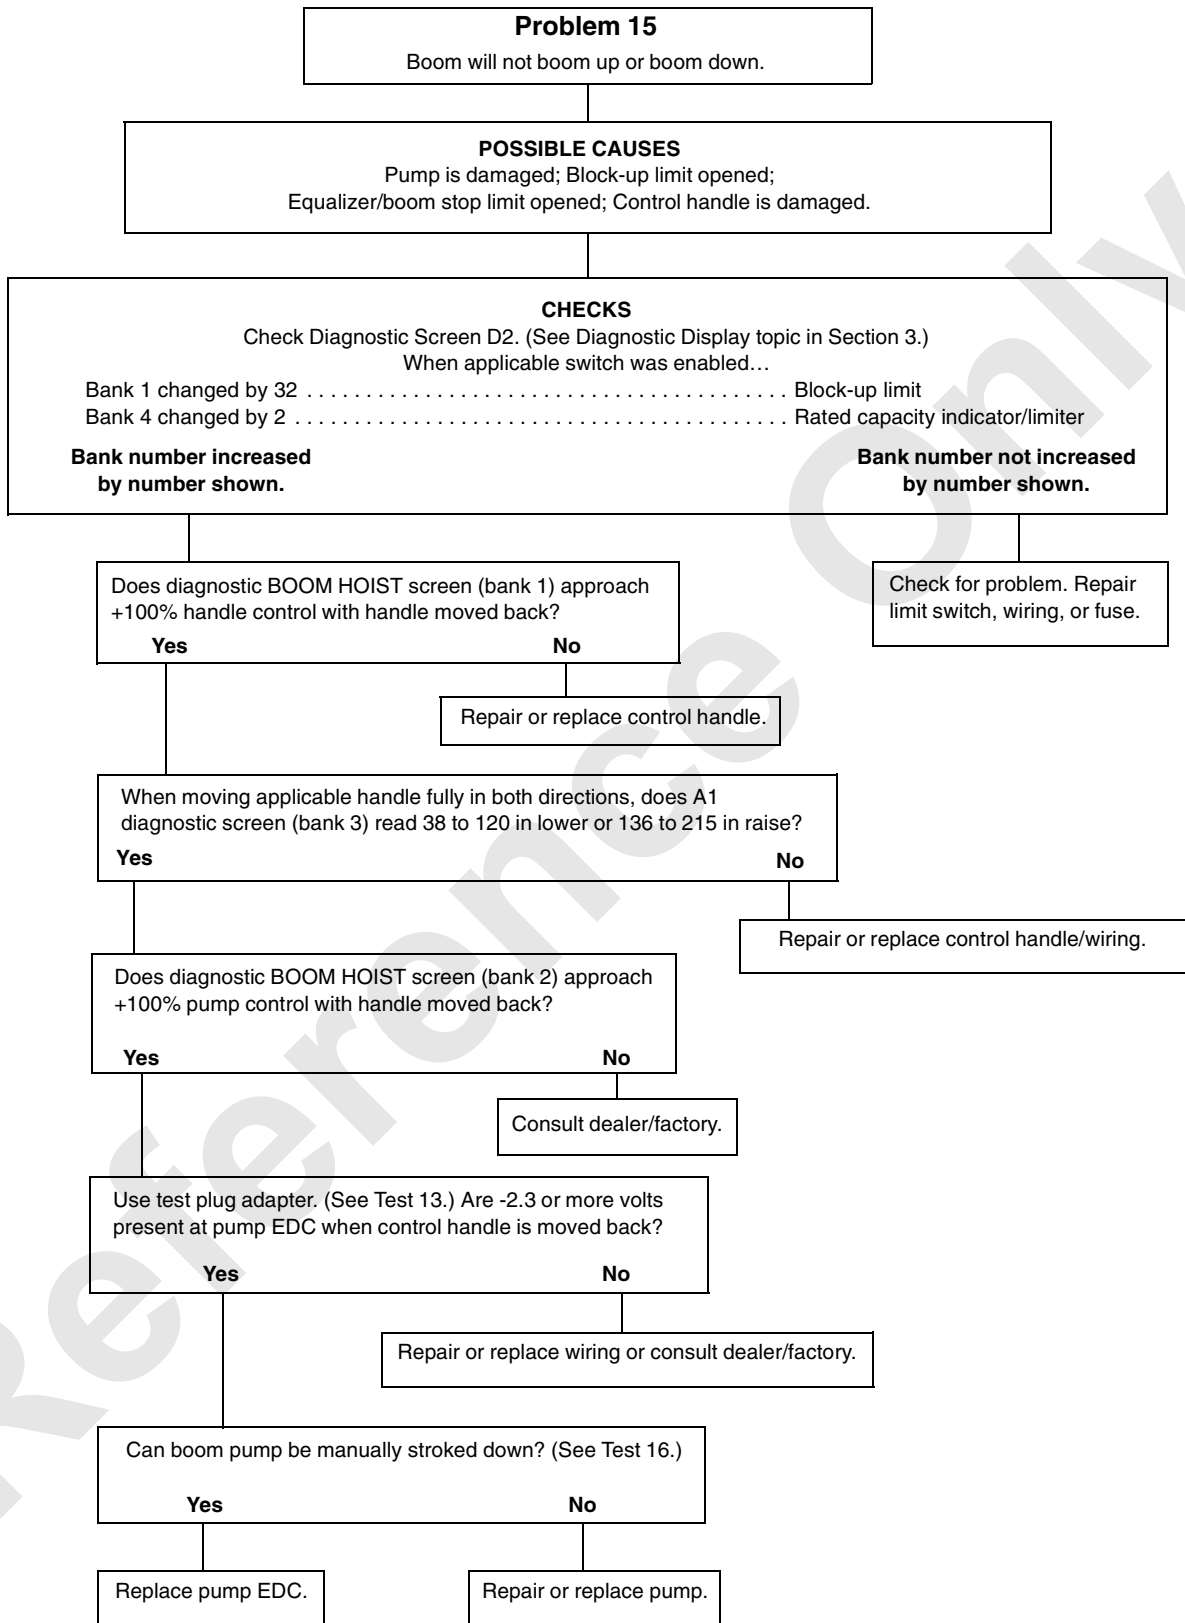 Problem 15
Boom will not boom up or boom down.
POSSIBLE CAUSES
Pump is damaged; Block-up limit opened;
Equalizer/boom stop limit opened; Control handle is damaged.
CHECKS
Check Diagnostic Screen D2. (See Diagnostic Display topic in Section 3.)
When applicable switch was enabled…
Bank 1 changed by 32 . . . . . . . . . . . . . . . . . . . . . . . . . . . . . . . . . . . . . . . . . Block-up limit
Bank 4 changed by 2 . . . . . . . . . . . . . . . . . . . . . . . . . . . . . . . . . . . . . . . . . . Rated capacity indicator/limiter
Bank number increased
by number shown.
Bank number not increased
by number shown.
Does diagnostic BOOM HOIST screen (bank 1) approach
+100% handle control with handle moved back?
Yes No
Check for problem. Repair
limit switch, wiring, or fuse.
Repair or replace control handle.
When moving applicable handle fully in both directions, does A1
diagnostic screen (bank 3) read 38 to 120 in lower or 136 to 215 in raise?
Yes No
Repair or replace control handle/wiring.
Does diagnostic BOOM HOIST screen (bank 2) approach
+100% pump control with handle moved back?
Yes No
Consult dealer/factory.
Use test plug adapter. (See Test 13.) Are -2.3 or more volts
present at pump EDC when control handle is moved back?
Yes No
Repair or replace wiring or consult dealer/factory.
Can boom pump be manually stroked down? (See Test 16.)
Yes No
Replace pump EDC.
Repair or replace pump.
Reference Only